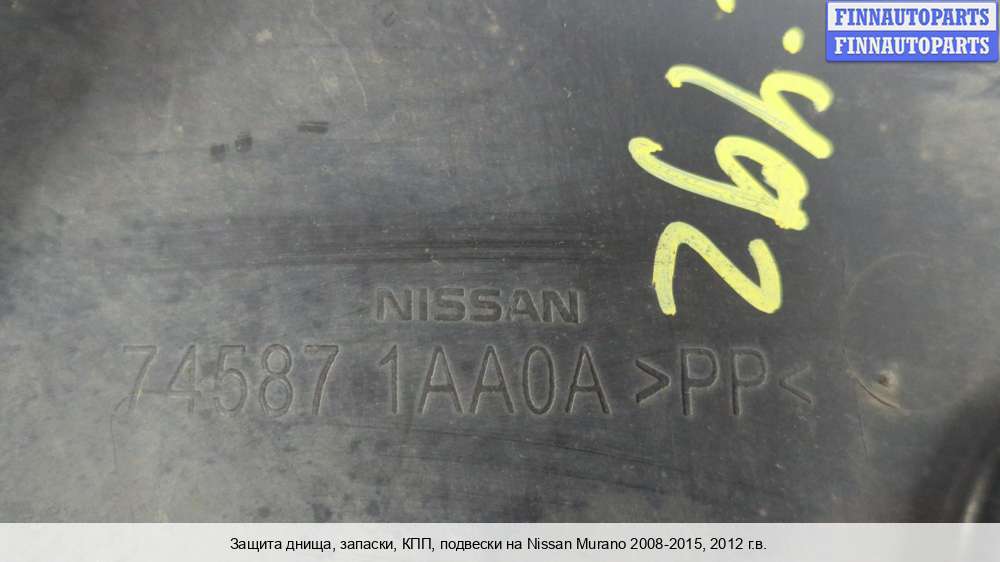 FINNAUTOPARTS
FINNAUTOPARTS
NISSAN
74587 1AA0A >PP<
Защита днища, запаски, КПП, подвески на Nissan Murano 2008-2015, 2012 г.в.